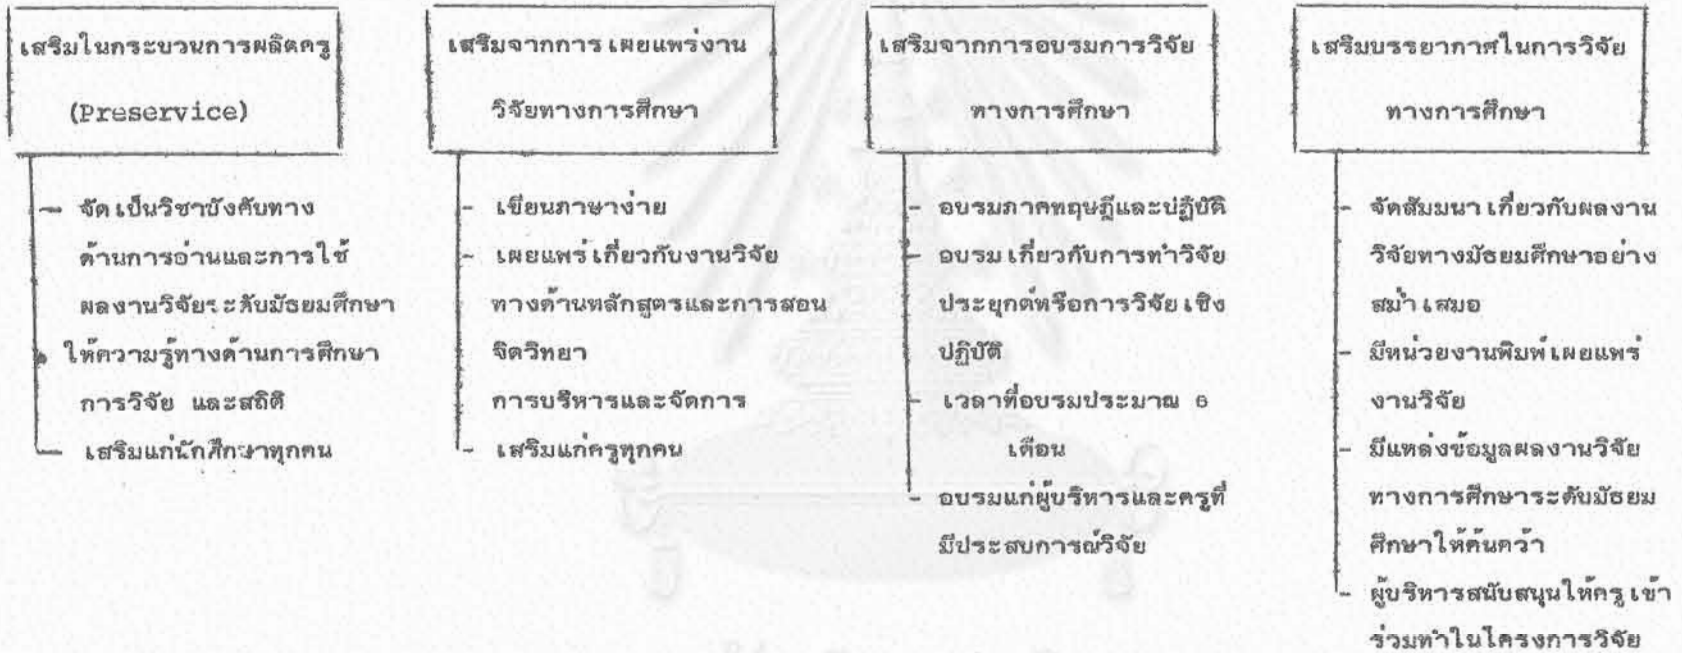 เสริมในกระบวนการผลิตครู
(Preservice)
- จัดเป็นวิชาบังคับทาง
ด้านการอ่านและการใช้
ผลงานวิจัยระดับมัธยมศึกษา
- ให้ความรู้ทางด้านการศึกษา
การวิจัย และสถิติ
- เสริมแก่นักศึกษาทุกคน
เสริมจากการเผยแพร่งาน
วิจัยทางการศึกษา
- เขียนภาษาง่าย
- เผยแพร่เกี่ยวกับงานวิจัย
ทางด้านหลักสูตรและการสอน
จิตวิทยา
การบริหารและจัดการ
- เสริมแก่ครูทุกคน
เสริมจากการอบรมการวิจัย
ทางการศึกษา
- อบรมภาคทฤษฎีและปฏิบัติ
- อบรมเกี่ยวกับการทำวิจัย
ประยุกต์หรือการวิจัยเชิง
ปฏิบัติ
- เวลาที่อบรมประมาณ 6
เดือน
- อบรมแก่ผู้บริหารและครูที่
มีประสบการณ์วิจัย
เสริมบรรยากาศในการวิจัย
ทางการศึกษา
- จัดสัมมนาเกี่ยวกับผลงาน
วิจัยทางมัธยมศึกษาอย่าง
สม่ำเสมอ
- มีหน่วยงานพิมพ์เผยแพร่
งานวิจัย
- มีแหล่งข้อมูลผลงานวิจัย
ทางการศึกษาระดับมัธยม
ศึกษาให้ค้นคว้า
- ผู้บริหารสนับสนุนให้ครูเข้า
ร่วมทำในโครงการวิจัย